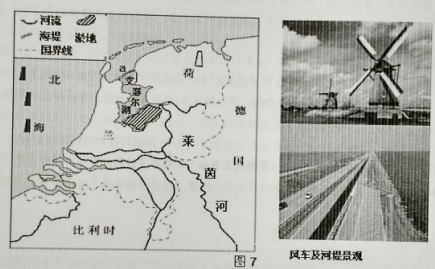 河流
海堤 淤地
国界线
北
海
a
艾
瑟
尔
湖
荷
兰
德
国
莱
茵
河
比利时
图7
风车及河堤景观